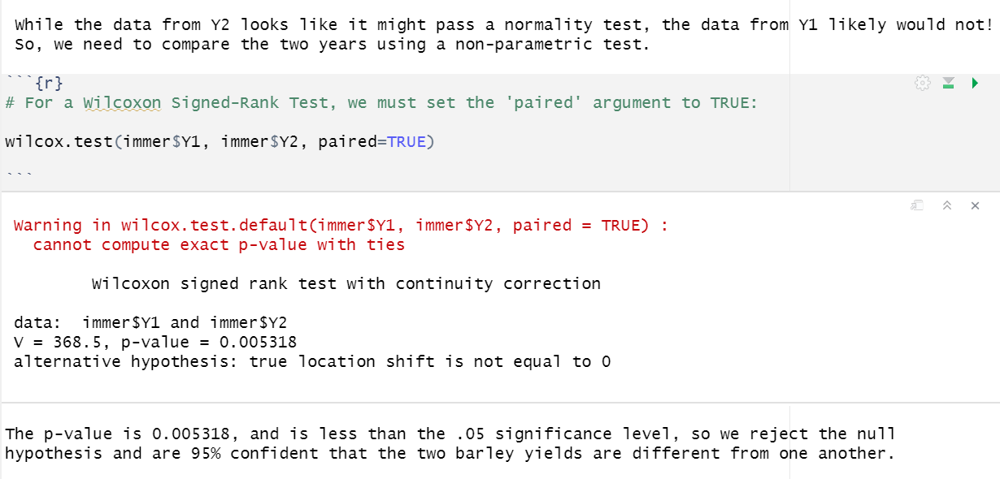 While the data from Y2 looks like it might pass a normality test, the data from Y1 likely would not!
So, we need to compare the two years using a non-parametric test.
```{r}
# For a Wilcoxon Signed-Rank Test, we must set the 'paired' argument to TRUE:
wilcox.test(immer$Y1, immer$Y2, paired=TRUE)
```
Warning in wilcox.test.default(immer$Y1, immer$Y2, paired = TRUE) :
  cannot compute exact p-value with ties
        Wilcoxon signed rank test with continuity correction
data:  immer$Y1 and immer$Y2
V = 368.5, p-value = 0.005318
alternative hypothesis: true location shift is not equal to 0
The p-value is 0.005318, and is less than the .05 significance level, so we reject the null
hypothesis and are 95% confident that the two barley yields are different from one another.